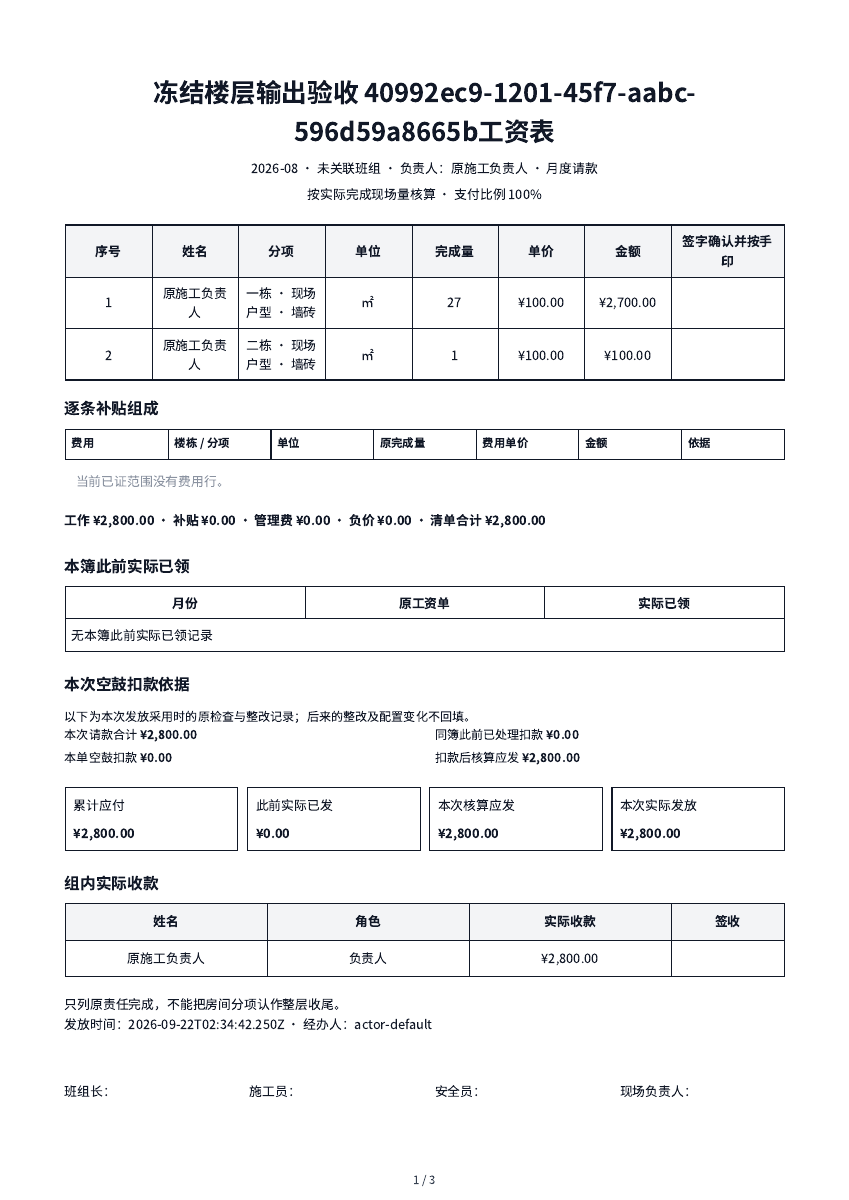 冻结楼层输出验收 40992ec9-1201-45f7-aabc-
596d59a8665b工资表
2026-08 · 未关联班组 · 负责人：原施工负责人 · 月度请款
按实际完成现场量核算 · 支付比例 100%
序号 姓名 分项 单位 完成量 单价 金额 签字确认并按手印
1 原施工负责人 一栋 · 现场户型 · 墙砖 ㎡ 27 ¥100.00 ¥2,700.00
2 原施工负责人 二栋 · 现场户型 · 墙砖 ㎡ 1 ¥100.00 ¥100.00
逐条补贴组成
费用 楼栋 / 分项 单位 原完成量 费用单价 金额 依据
当前已证范围没有费用行。
工作 ¥2,800.00 · 补贴 ¥0.00 · 管理费 ¥0.00 · 负价 ¥0.00 · 清单合计 ¥2,800.00
本簿此前实际已领
月份 原工资单 实际已领
无本簿此前实际已领记录
本次空鼓扣款依据
以下为本次发放采用时的原检查与整改记录；后来的整改及配置变化不回填。
本次请款合计 ¥2,800.00 同簿此前已处理扣款 ¥0.00
本单空鼓扣款 ¥0.00 扣款后核算应发 ¥2,800.00
累计应付 此前实际已发 本次核算应发 本次实际发放
¥2,800.00 ¥0.00 ¥2,800.00 ¥2,800.00
组内实际收款
姓名 角色 实际收款 签收
原施工负责人 负责人 ¥2,800.00
只列原责任完成，不能把房间分项认作整层收尾。
发放时间：2026-09-22T02:34:42.250Z · 经办人：actor-default
班组长： 施工员： 安全员： 现场负责人：
1 / 3